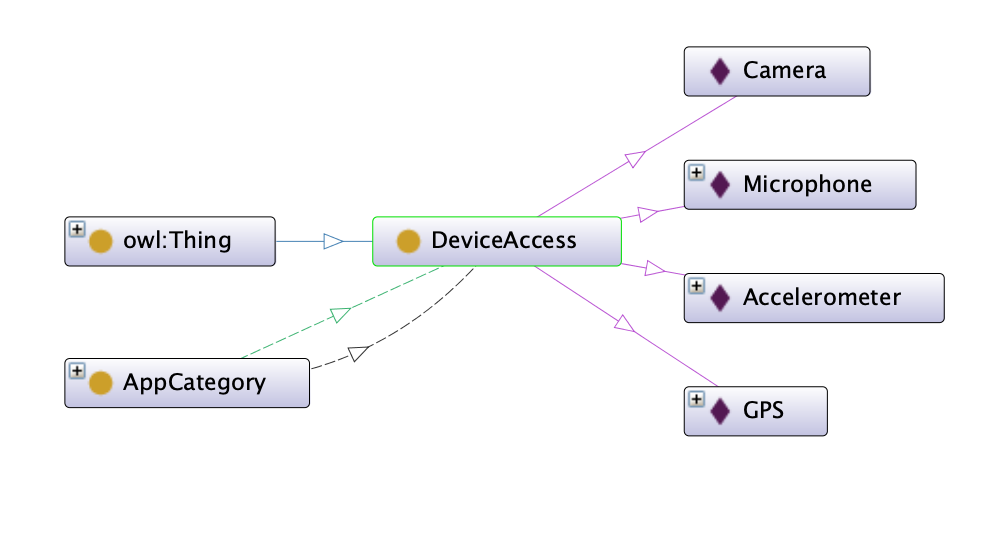 Camera
Microphone
owl:Thing
DeviceAccess
Accelerometer
AppCategory
GPS